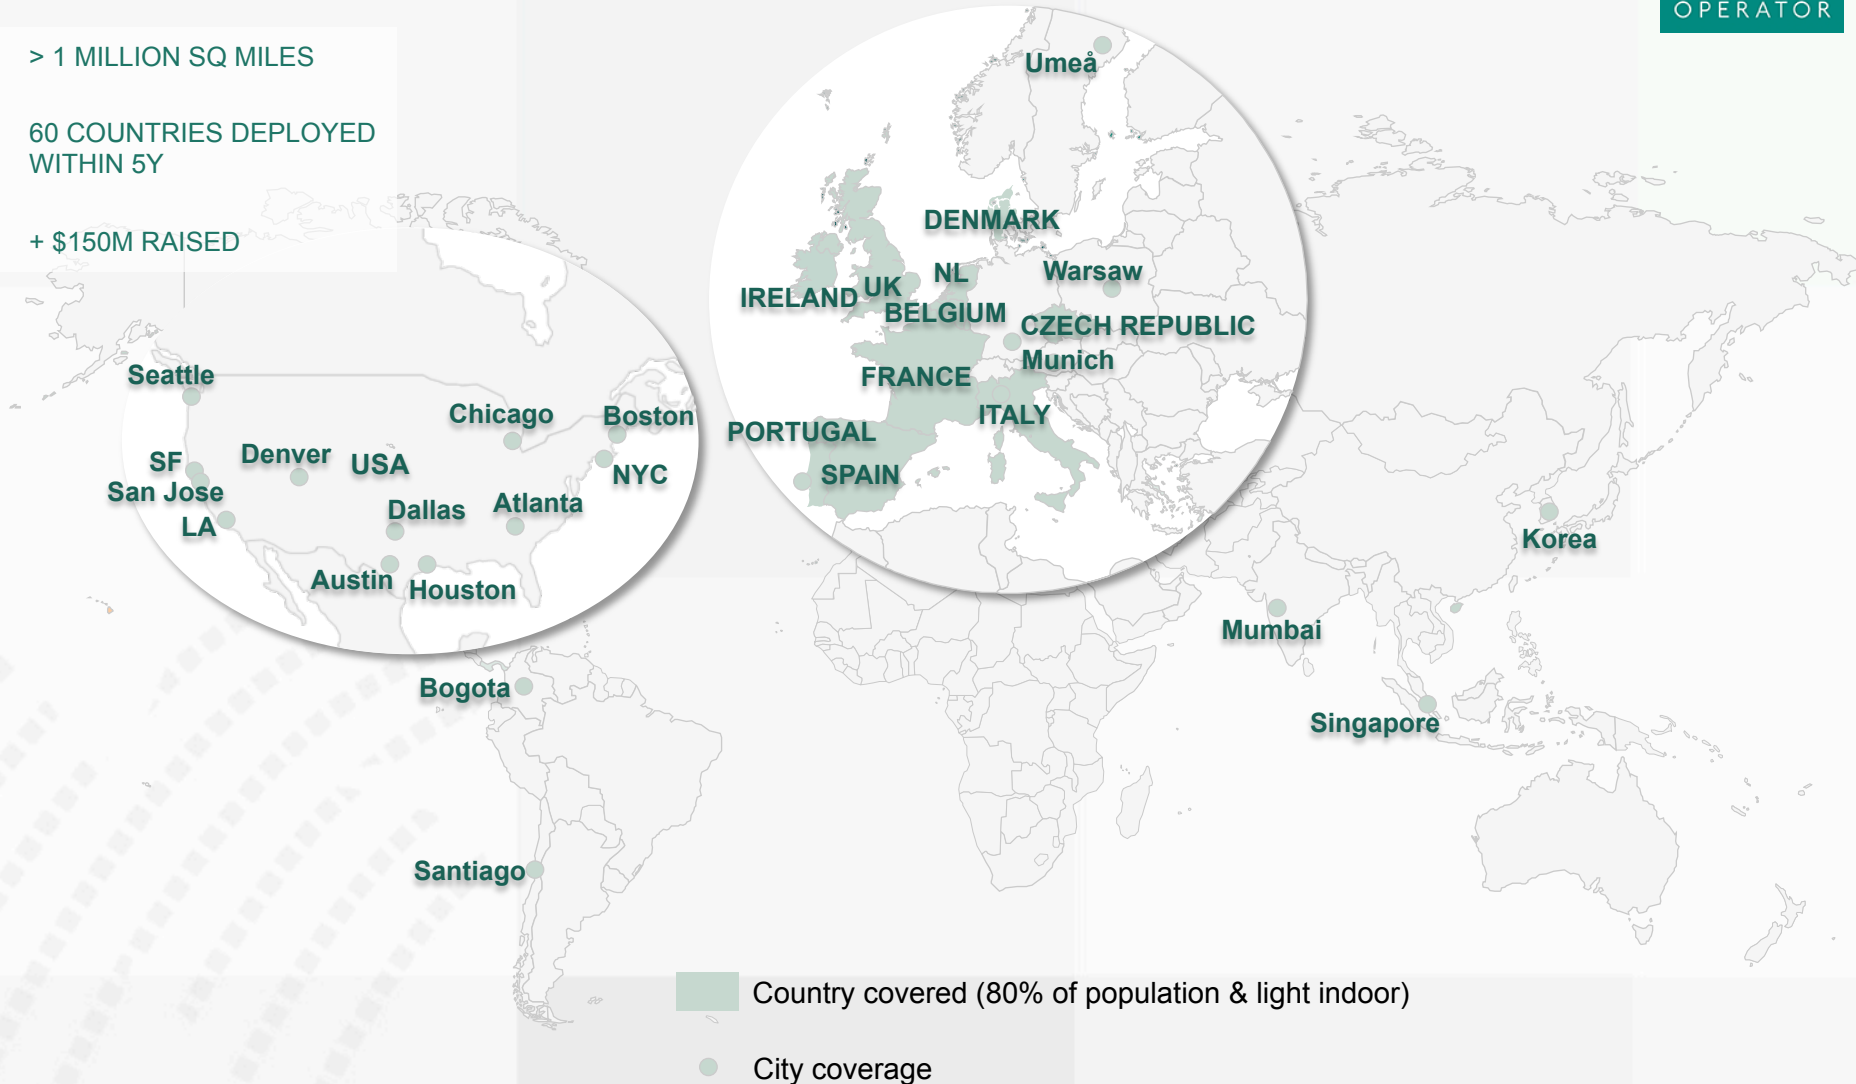 OPERATOR
> 1 MILLION SQ MILES
60 COUNTRIES DEPLOYED
WITHIN 5Y
+ $150M RAISED
Umeå
DENMARK
NL
Warsaw
IRELAND
UK
BELGIUM
CZECH REPUBLIC
Munich
FRANCE
ITALY
PORTUGAL
SPAIN
Seattle
Chicago
Boston
SF
Denver
USA
NYC
San Jose
Dallas
Atlanta
LA
Austin
Houston
Korea
Mumbai
Bogota
Singapore
Santiago
Country covered (80% of population & light indoor)
City coverage